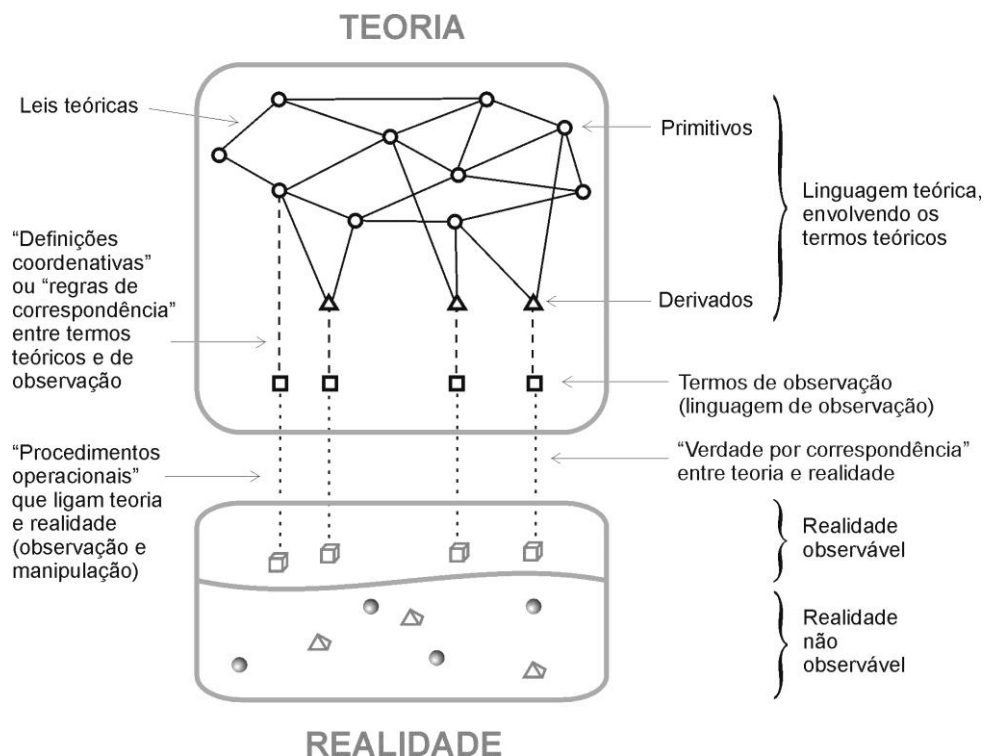 TEORIA
Leis teóricas
Primitivos
Linguagem teórica,
envolvendo os
termos teóricos
“Definições
coordenativas”
ou “regras de
correspondência”
entre termos
teóricos e de
observação
Derivados
Termos de observação
(linguagem de observação)
“Procedimentos
operacionais”
que ligam teoria
e realidade
(observação e
manipulação)
“Verdade por correspondência”
entre teoria e realidade
Realidade
observável
Realidade
não
observável
REALIDADE